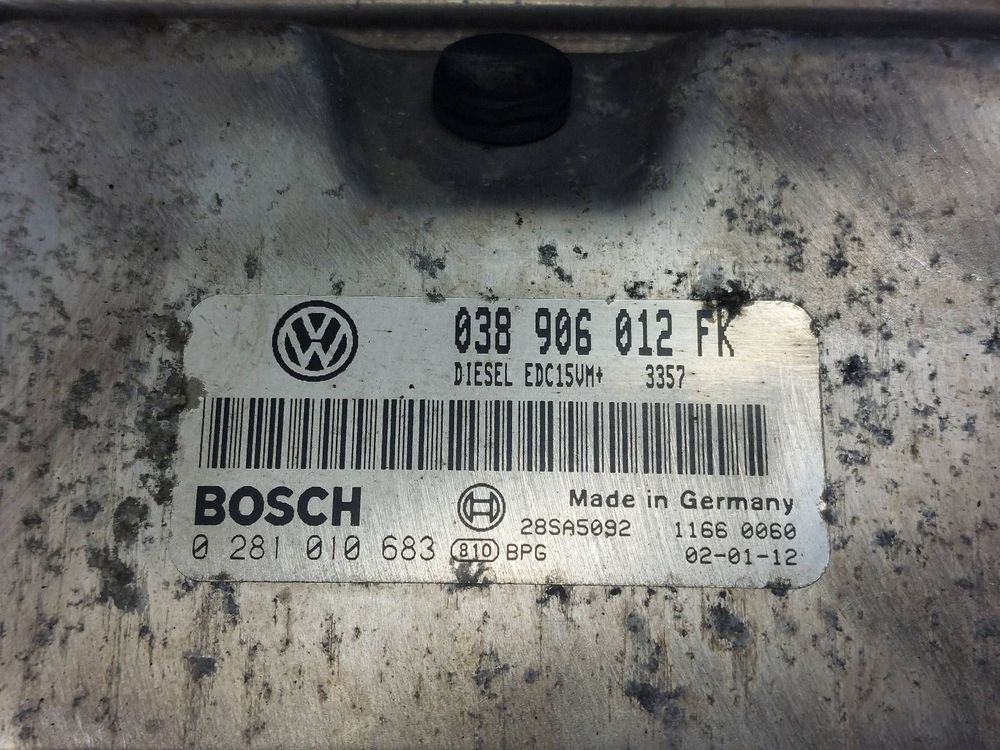 038 906 012 FK
DIESEL EDC15VM+ 3357
BOSCH
Made in Germany
28SA5092 1166 0060
0 281 010 683 810 BPG 02-01-12